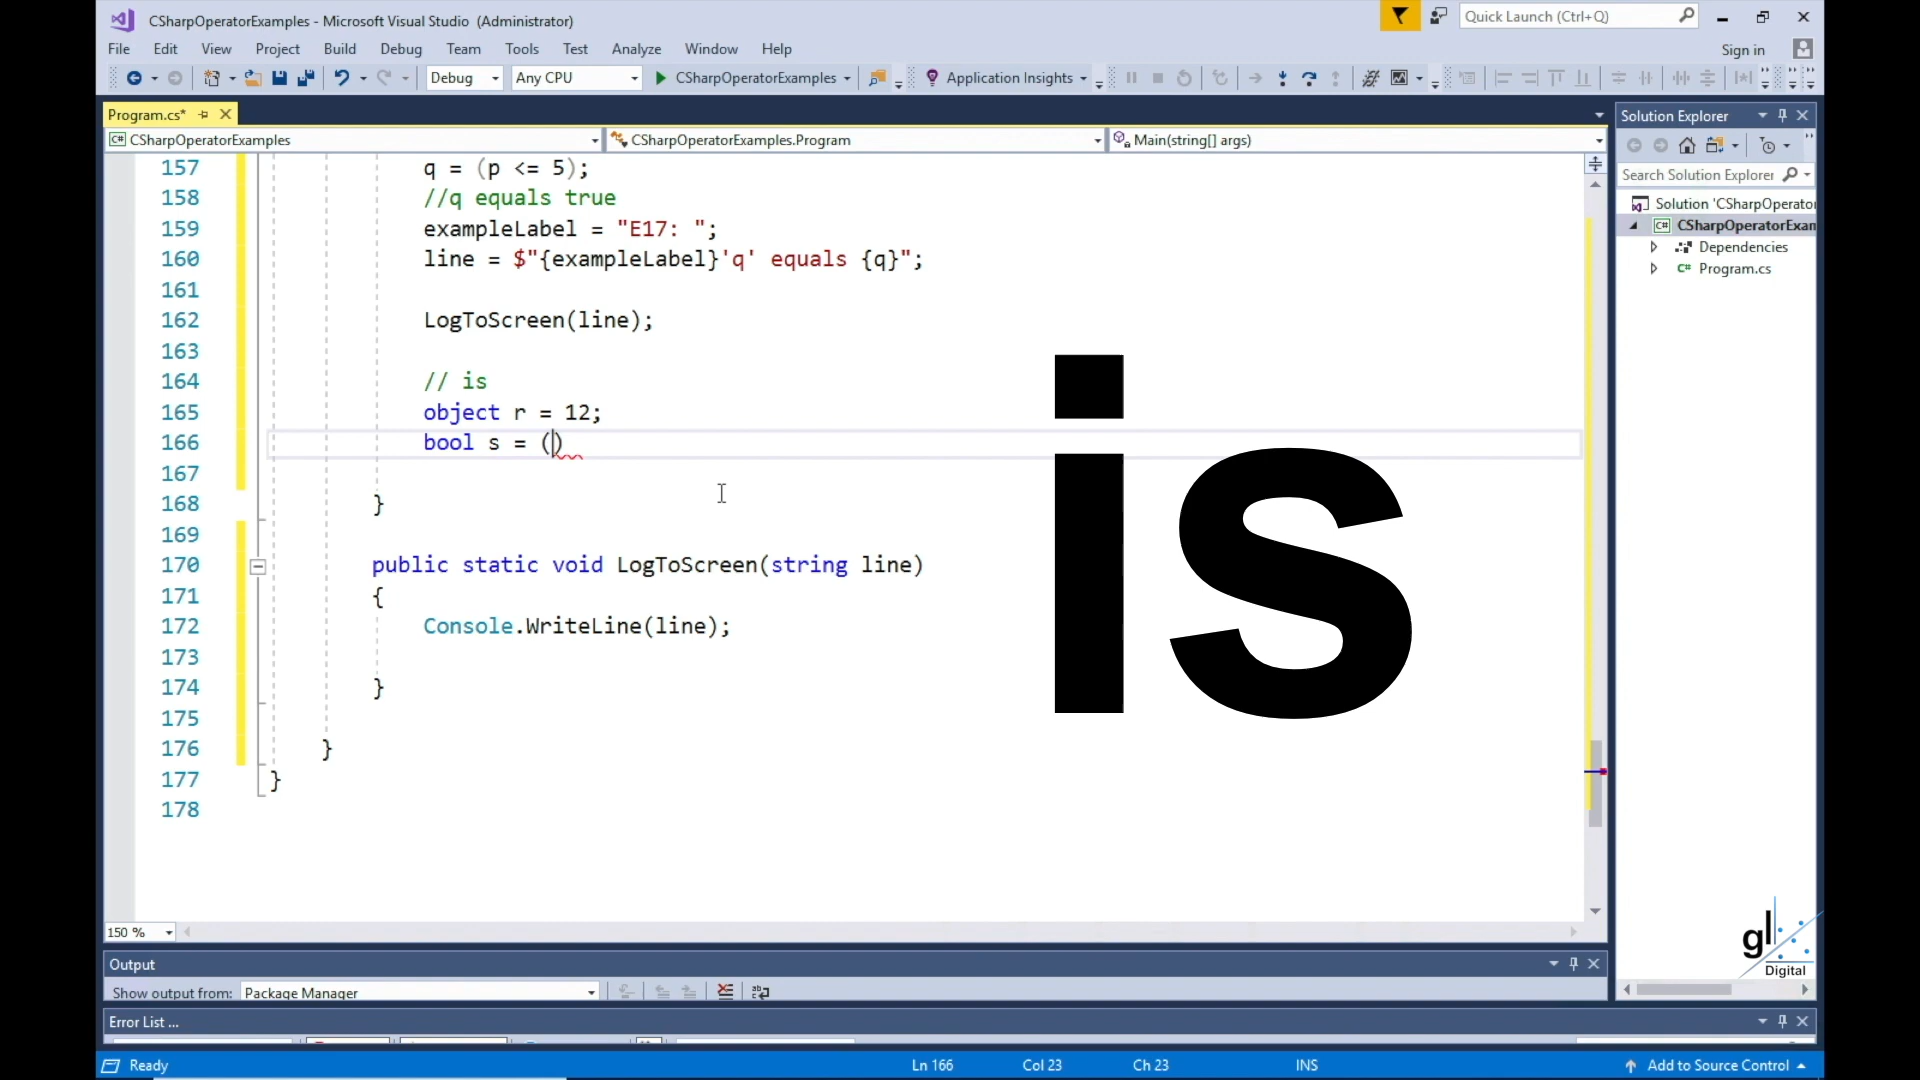 CSharpOperatorExamples - Microsoft Visual Studio (Administrator)
Quick Launch (Ctrl+Q)
File Edit View Project Build Debug Team Tools Test Analyze Window Help
Sign in
Debug Any CPU CSharpOperatorExamples Application Insights
Program.cs*
Solution Explorer
CSharpOperatorExamples CSharpOperatorExamples.Program Main(string[] args)
Search Solution Explorer
Solution 'CSharpOperator
CSharpOperatorExam
Dependencies
C# Program.cs
157 q = (p <= 5);
158 //q equals true
159 exampleLabel = "E17: ";
160 line = $"{exampleLabel}'q' equals {q}";
161
162 LogToScreen(line);
163
164 // is
165 object r = 12;
166 bool s = ()
167
168 }
169
170 public static void LogToScreen(string line)
171 {
172 Console.WriteLine(line);
173
174 }
175
176 }
177 }
178
is
150 %
gl
Digital
Output
Show output from: Package Manager
Error List ...
Ready Ln 166 Col 23 Ch 23 INS Add to Source Control